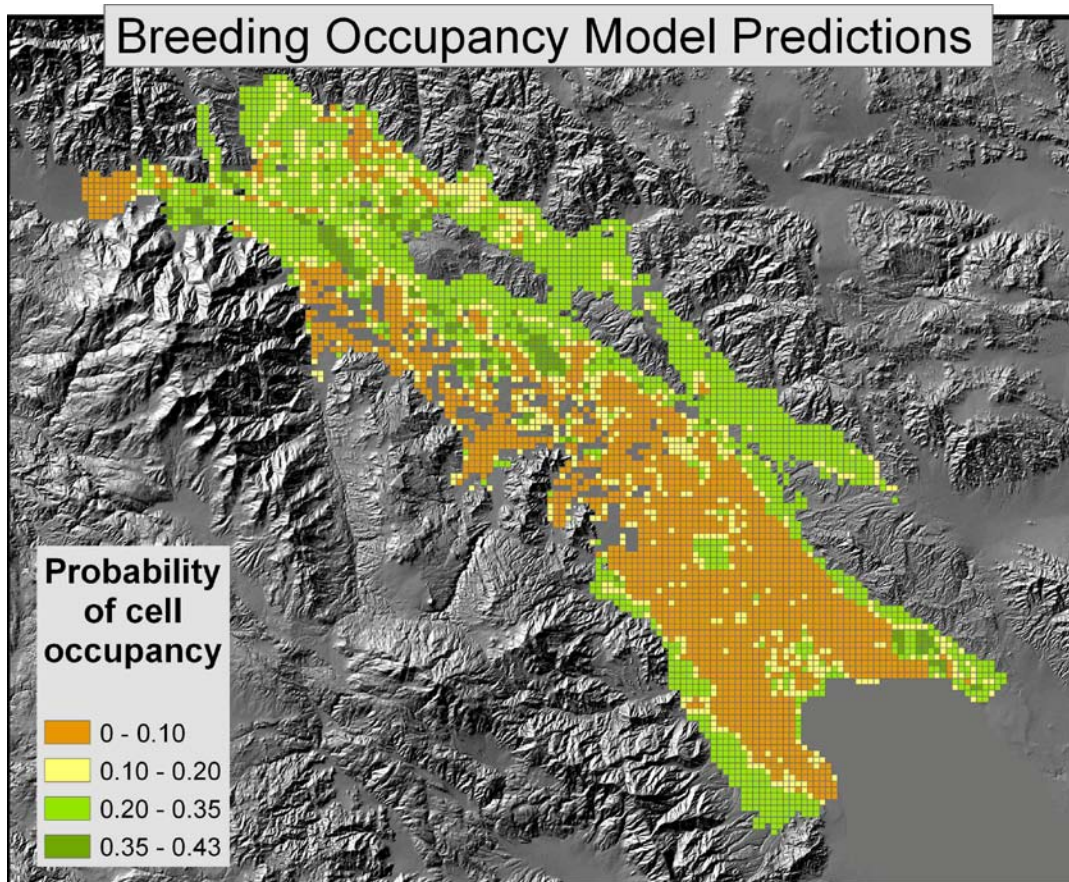 Breeding Occupancy Model Predictions
Probability
of cell
occupancy
0 - 0.10
0.10 - 0.20
0.20 - 0.35
0.35 - 0.43